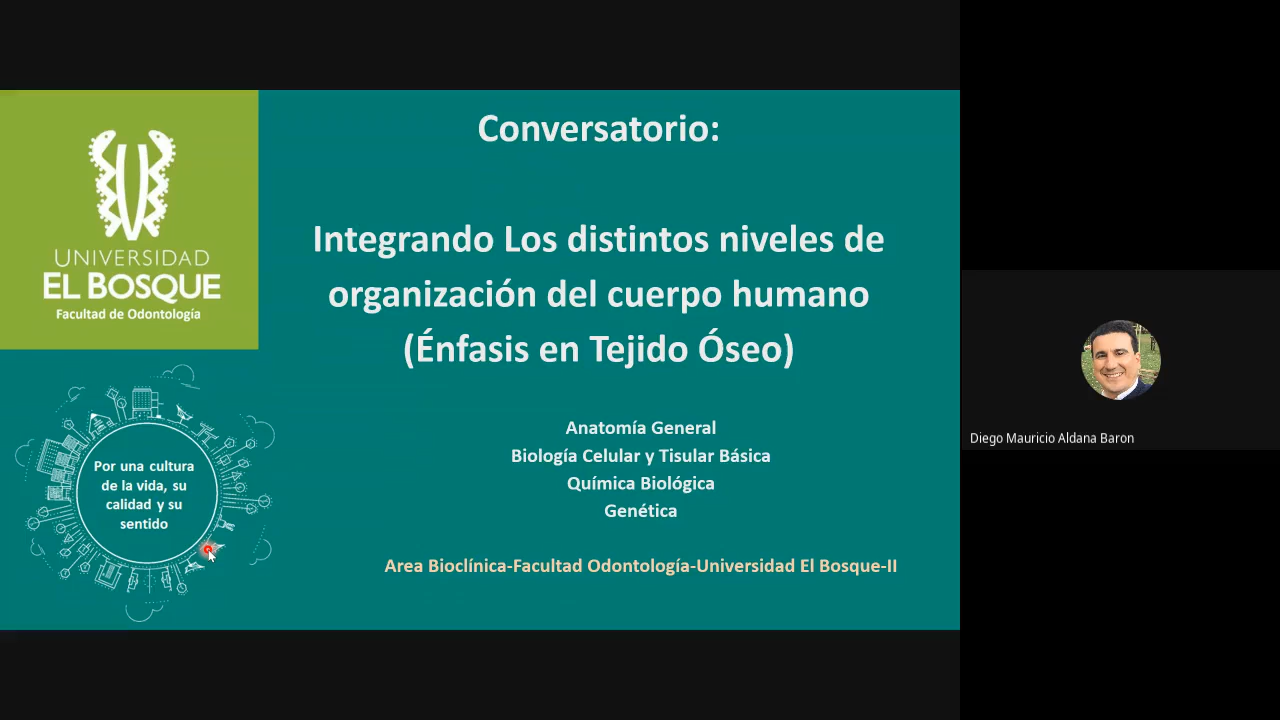 UNIVERSIDAD
EL BOSQUE
Facultad de Odontología
Por una cultura
de la vida, su
calidad y su
sentido
Conversatorio:
Integrando Los distintos niveles de
organización del cuerpo humano
(Énfasis en Tejido Óseo)
Anatomía General
Biología Celular y Tisular Básica
Química Biológica
Genética
Area Bioclínica-Facultad Odontología-Universidad El Bosque-II
Diego Mauricio Aldana Baron